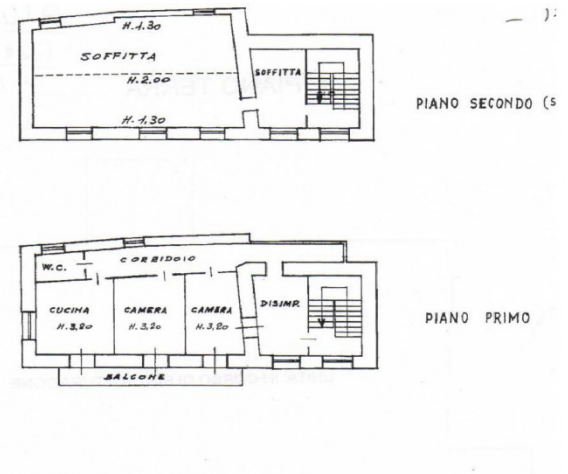 H. 1.30
SOFFITTA
H. 2.00
H. 1.30
SOFFITTA
PIANO SECONDO (S
W.C.
CORRIDOIO
CUCINA
H. 3,20
CAMERA
H. 3,20
CAMERA
H. 3,20
DISIMP.
BALCONE
PIANO PRIMO